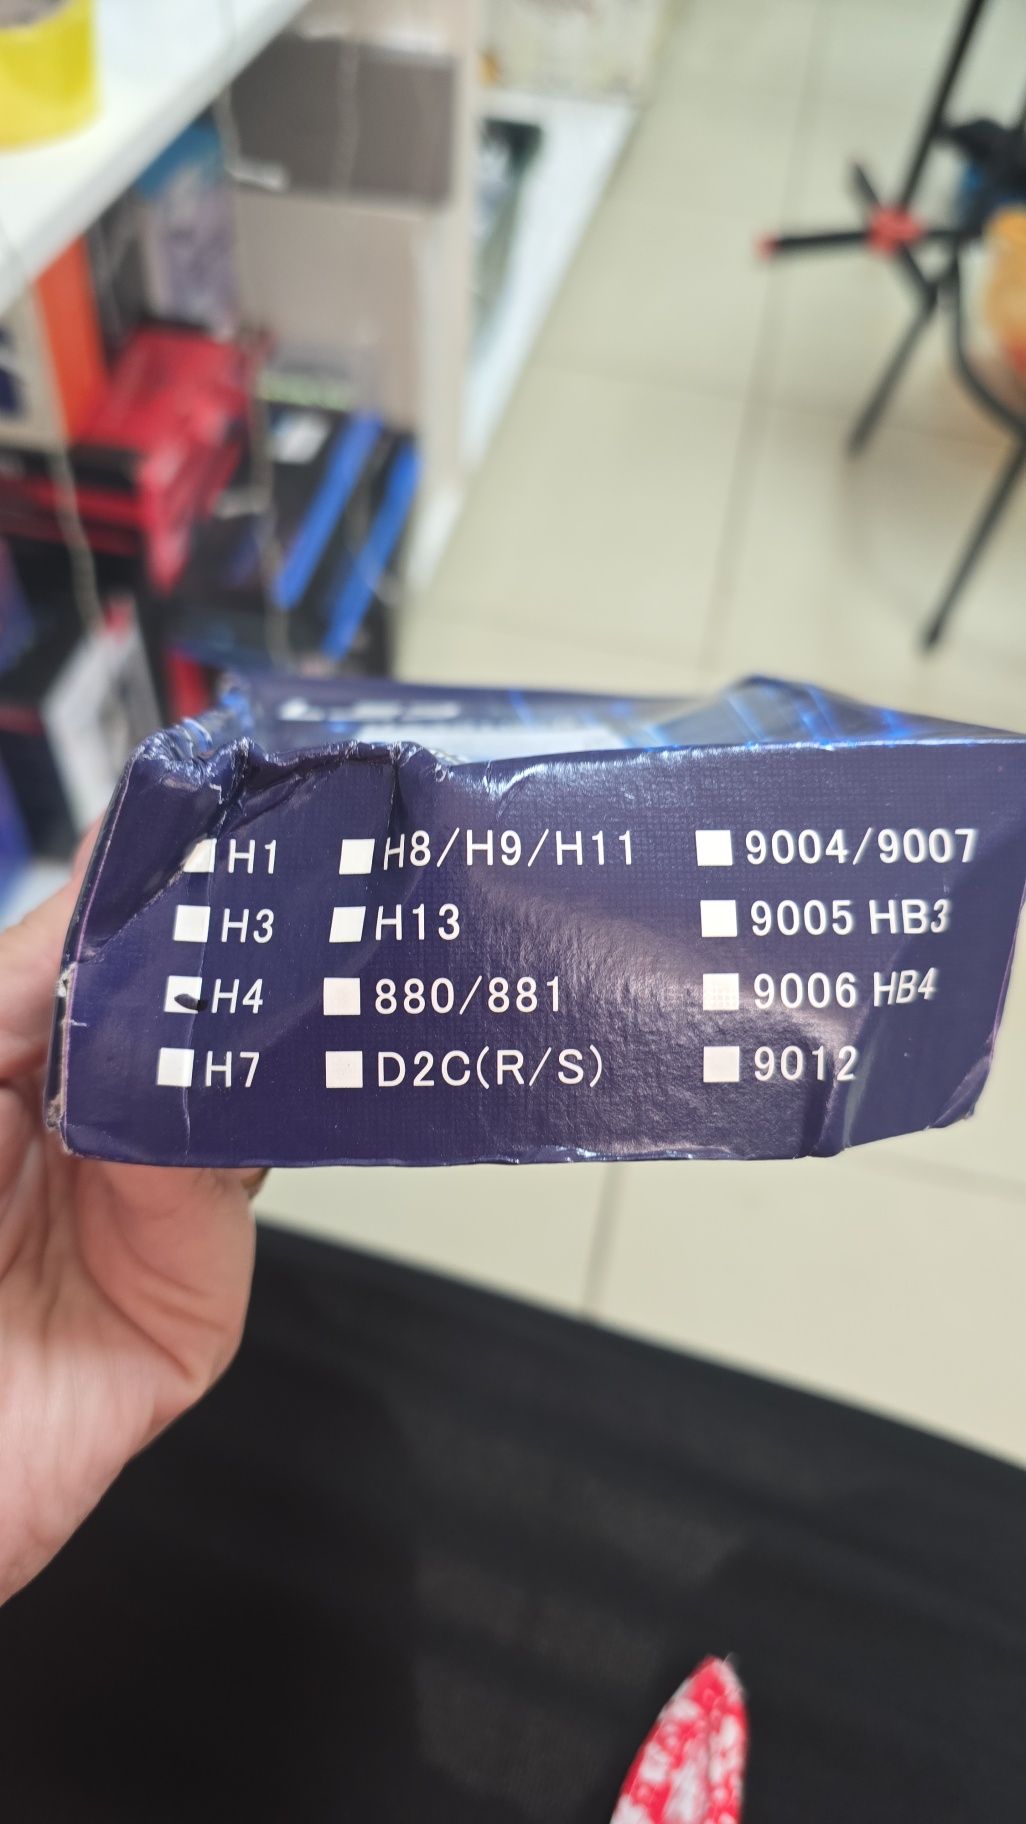 H1 H8/H9/H11 9004/9007
H3 H13 9005 HB3
H4 880/881 9006 HB4
H7 D2C(R/S) 9012